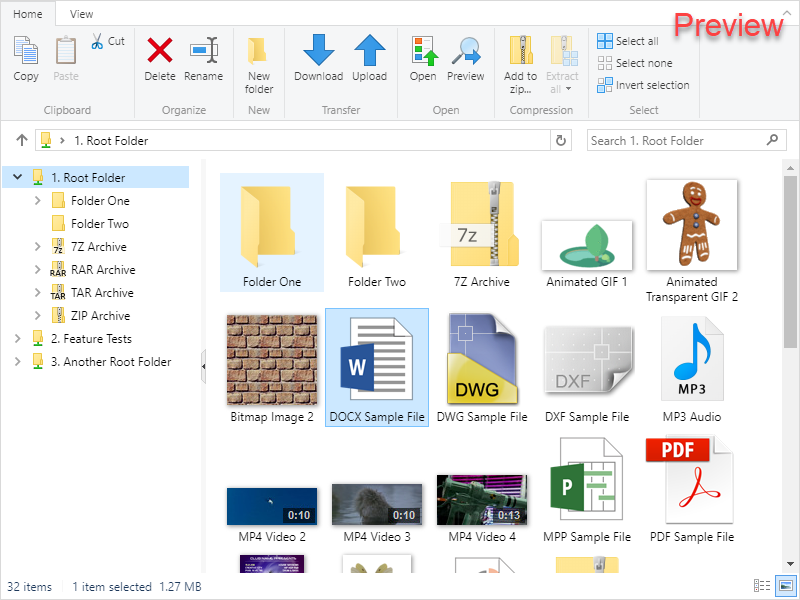 Home View
Preview
Copy
Paste
Cut
Clipboard
Delete
Rename
Organize
New
folder
New
Download
Upload
Transfer
Open
Preview
Open
Add to
zip...
Extract
all
Compression
Select all
Select none
Invert selection
Select
1. Root Folder
Search 1. Root Folder
1. Root Folder
Folder One
Folder Two
7Z Archive
RAR Archive
TAR Archive
ZIP Archive
2. Feature Tests
3. Another Root Folder
7z
RAR
TAR
Folder One
Folder Two
7z
7Z Archive
Animated GIF 1
Animated
Transparent GIF 2
Bitmap Image 2
W
DOCX Sample File
DWG
DWG Sample File
DXF
DXF Sample File
MP3
MP3 Audio
0:10
MP4 Video 2
0:10
MP4 Video 3
0:13
MP4 Video 4
P
MPP Sample File
PDF
PDF Sample File
32 items
1 item selected 1.27 MB